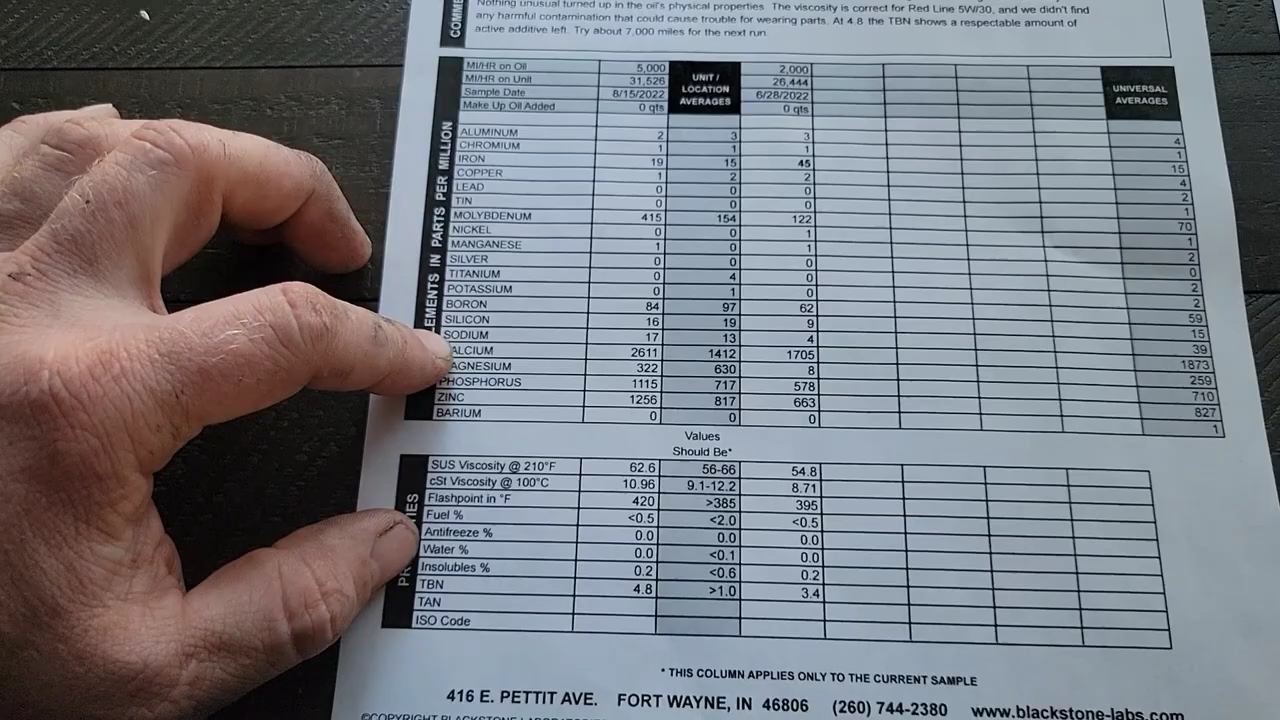 Nothing unusual turned up in the oil's physical properties. The viscosity is correct for Red Line 5W/30, and we didn't find
any harmful contamination that could cause trouble for wearing parts. At 4.8 the TBN shows a respectable amount of
active additive left. Try about 7,000 miles for the next run.
COMME
MI/HR on Oil 5,000 UNIT / LOCATION AVERAGES 2,000 UNIVERSAL AVERAGES
MI/HR on Unit 31,526 26,444
Sample Date 8/15/2022 6/28/2022
Make Up Oil Added 0 qts 0 qts
LEMENTS IN PARTS PER MILLION
ALUMINUM 2 3 3 4
CHROMIUM 1 1 1 1
IRON 19 15 45 15
COPPER 1 2 2 4
LEAD 0 0 0 2
TIN 0 0 0 1
MOLYBDENUM 415 154 122 70
NICKEL 0 0 1 1
MANGANESE 1 0 1 2
SILVER 0 0 0 0
TITANIUM 0 4 0 2
POTASSIUM 0 1 0 2
BORON 84 97 62 59
SILICON 16 19 9 15
SODIUM 17 13 4 39
ALCIUM 2611 1412 1705 1873
AGNESIUM 322 630 8 259
PHOSPHORUS 1115 717 578 710
ZINC 1256 817 663 827
BARIUM 0 0 0 1
Values
Should Be*
PR IES
SUS Viscosity @ 210°F 62.6 56-66 54.8
cSt Viscosity @ 100°C 10.96 9.1-12.2 8.71
Flashpoint in °F 420 >385 395
Fuel % <0.5 <2.0 <0.5
Antifreeze % 0.0 0.0 0.0
Water % 0.0 <0.1 0.0
Insolubles % 0.2 <0.6 0.2
TBN 4.8 >1.0 3.4
TAN
ISO Code
* THIS COLUMN APPLIES ONLY TO THE CURRENT SAMPLE
416 E. PETTIT AVE. FORT WAYNE, IN 46806 (260) 744-2380 www.blackstone-labs.com
©COPYRIGHT BLACKSTONE